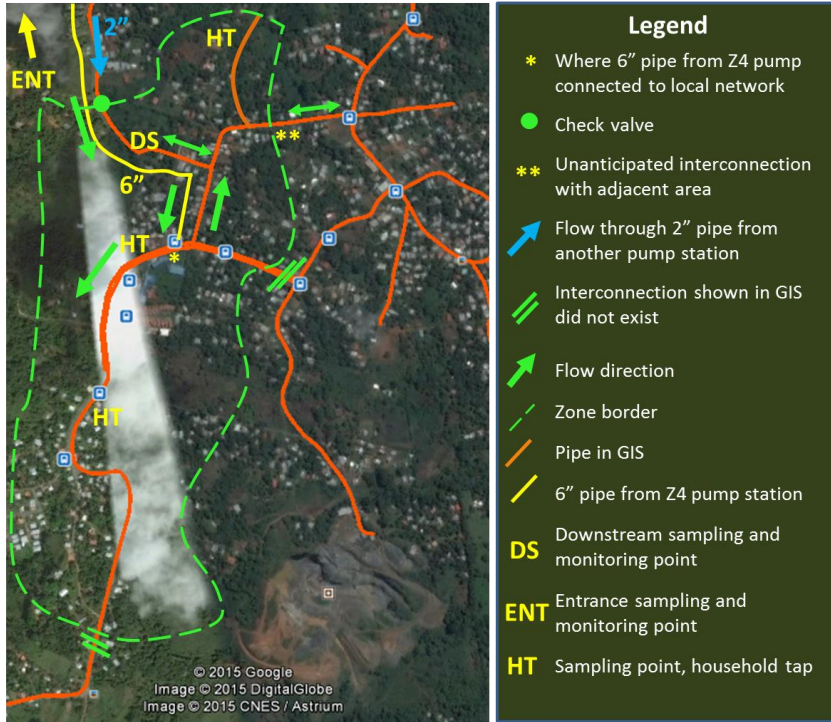 2”
HT
ENT
**
DS
6”
HT
*
HT
© 2015 Google
Image © 2015 DigitalGlobe
Image © 2015 CNES / Astrium
Legend
* Where 6” pipe from Z4 pump
connected to local network
Check valve
** Unanticipated interconnection
with adjacent area
Flow through 2” pipe from
another pump station
Interconnection shown in GIS
did not exist
Flow direction
Zone border
Pipe in GIS
6” pipe from Z4 pump station
DS Downstream sampling and
monitoring point
ENT Entrance sampling and
monitoring point
HT Sampling point, household tap